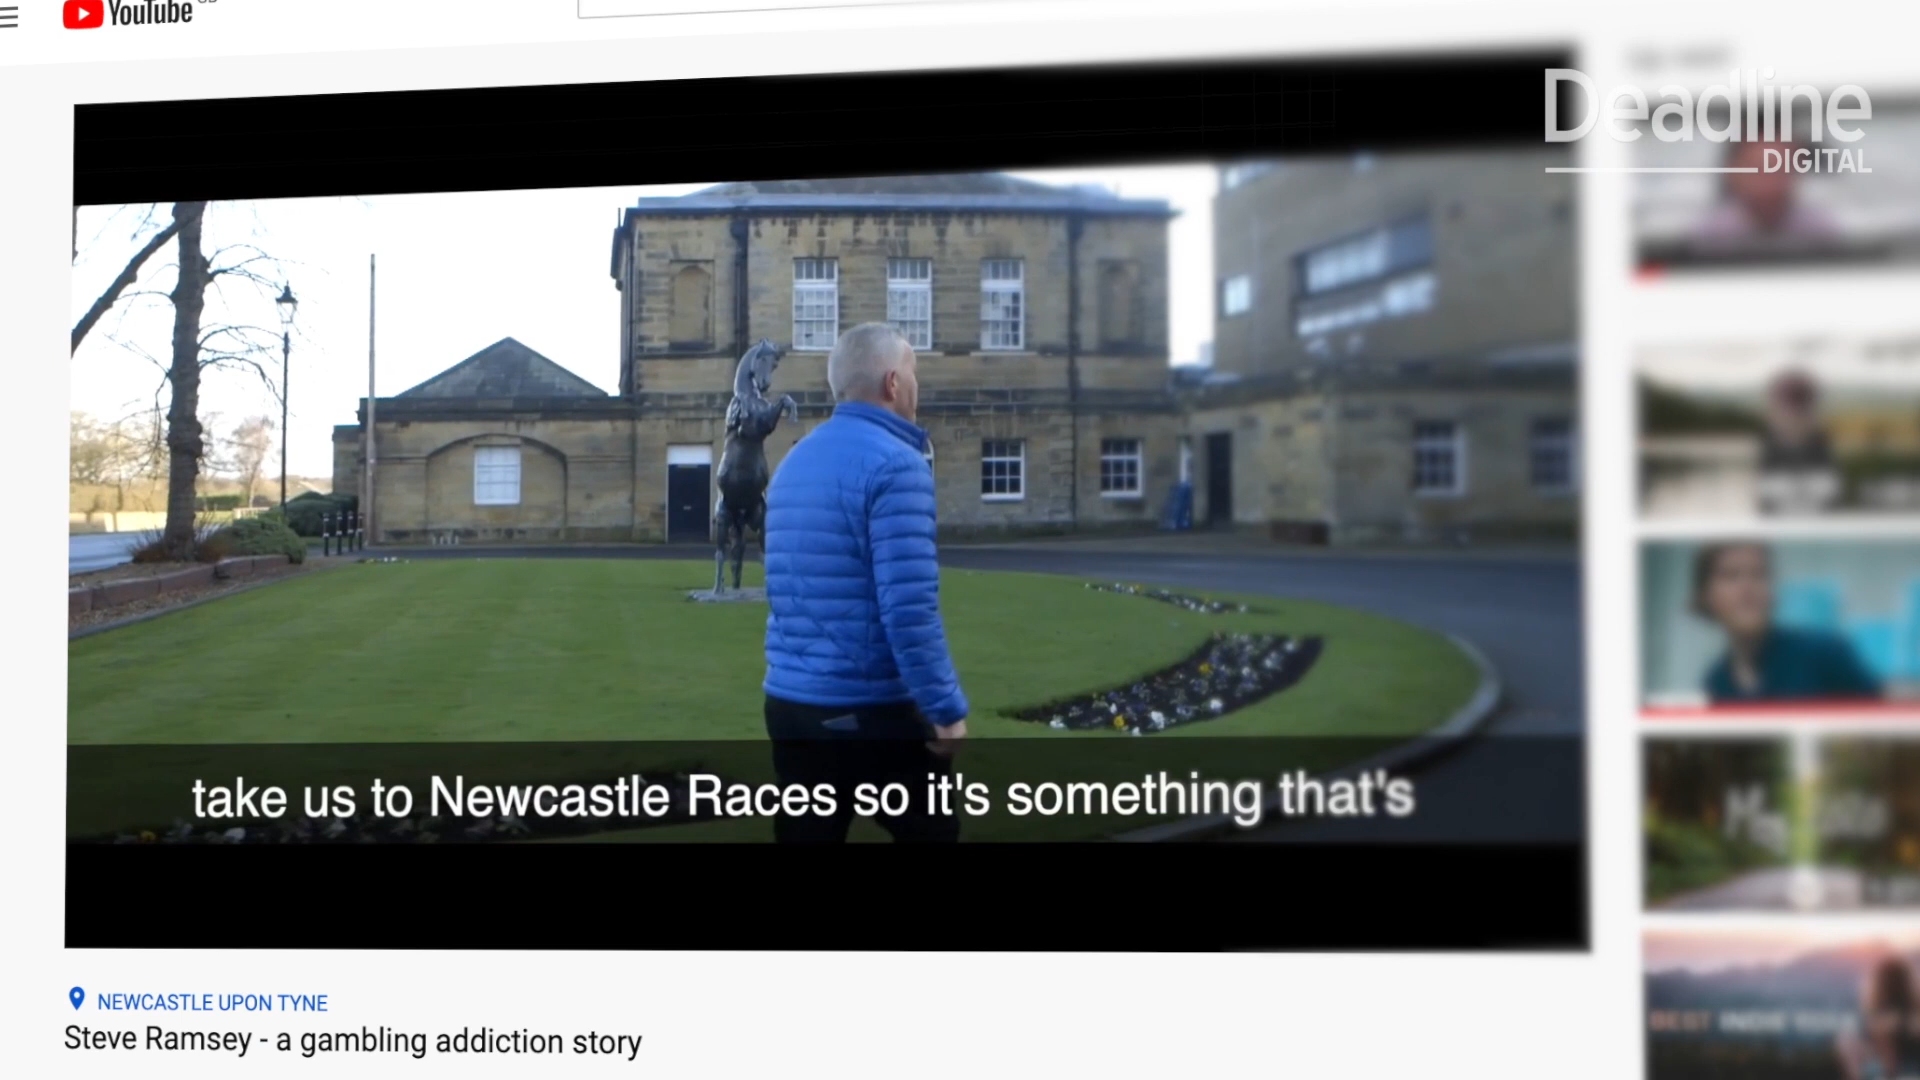 YouTube
Deadline
DIGITAL
take us to Newcastle Races so it's something that's
NEWCASTLE UPON TYNE
Steve Ramsey - a gambling addiction story